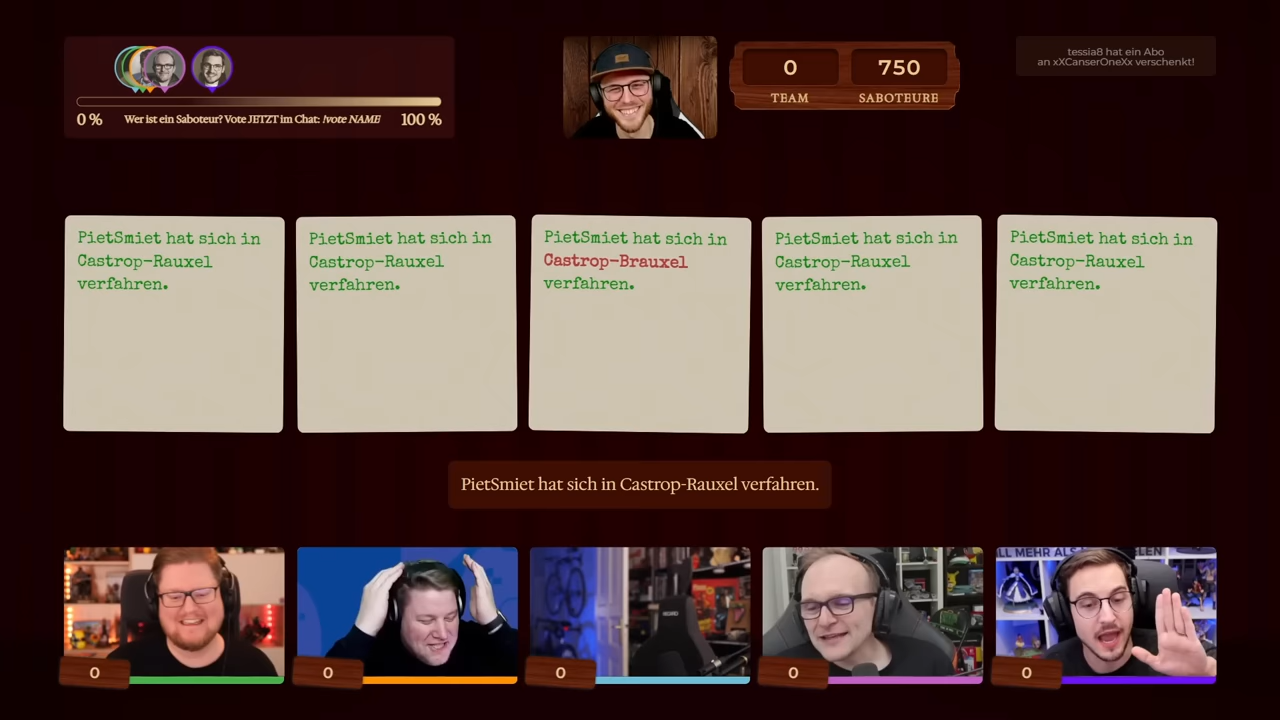 0 %
Wer ist ein Saboteur? Vote JETZT im Chat: !vote NAME
100 %
0
750
TEAM
SABOTEURE
tessia8 hat ein Abo
an xXCanserOneXx verschenkt!
PietSmiet hat sich in
Castrop-Rauxel
verfahren.
PietSmiet hat sich in
Castrop-Rauxel
verfahren.
PietSmiet hat sich in
Castrop-Brauxel
verfahren.
PietSmiet hat sich in
Castrop-Rauxel
verfahren.
PietSmiet hat sich in
Castrop-Rauxel
verfahren.
PietSmiet hat sich in Castrop-Rauxel verfahren.
0
0
0
0
0